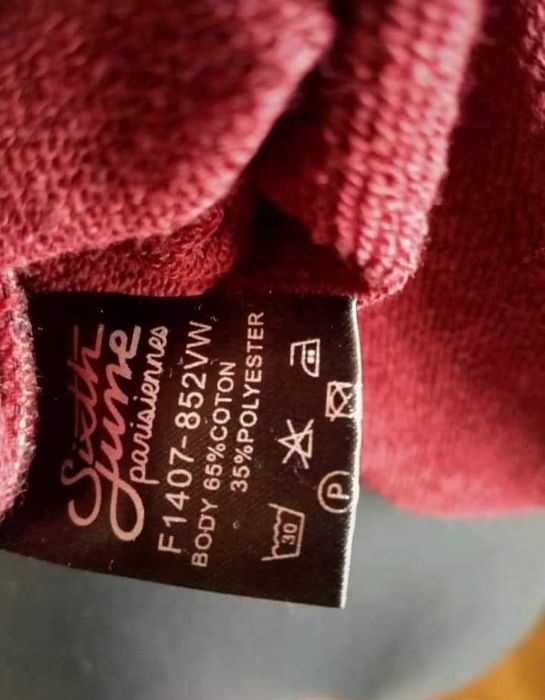 Sixth
june
parisiennes
F1407-852VW
BODY 65%COTON
35%POLYESTER
30
P